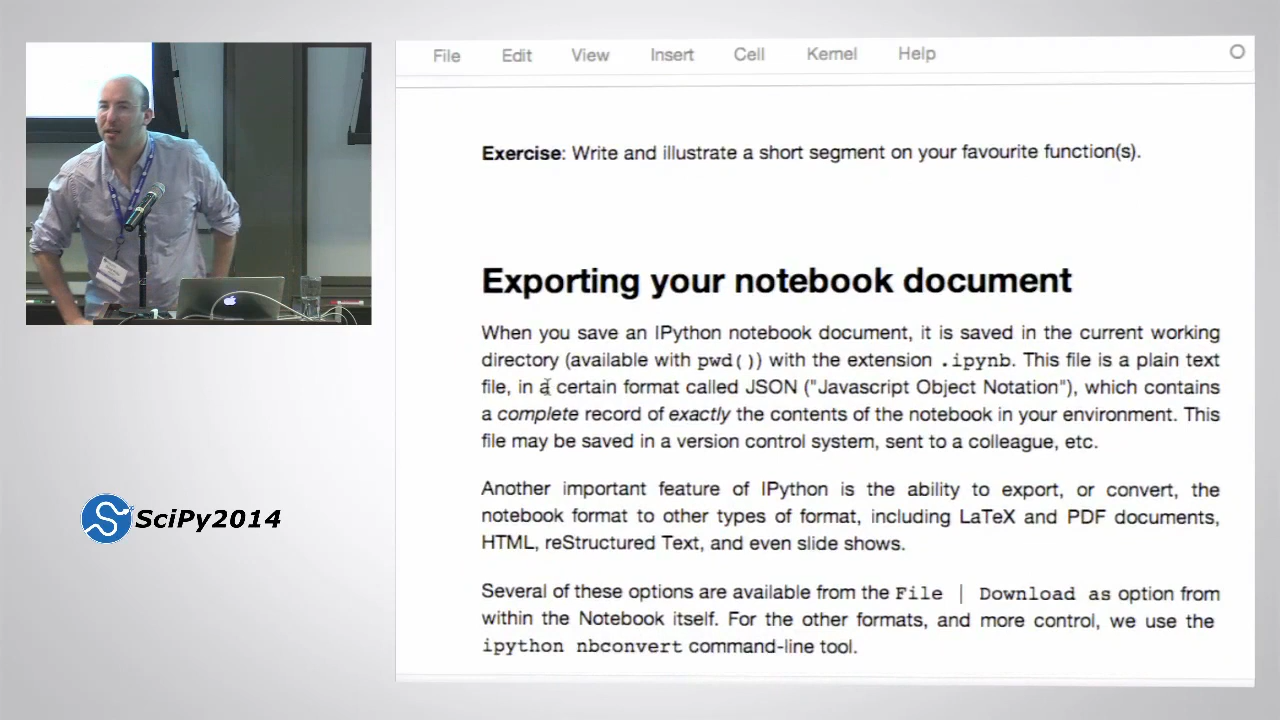 File Edit View Insert Cell Kernel Help
Exercise: Write and illustrate a short segment on your favourite function(s).
Exporting your notebook document
When you save an IPython notebook document, it is saved in the current working
directory (available with pwd()) with the extension .ipynb. This file is a plain text
file, in a certain format called JSON ("Javascript Object Notation"), which contains
a complete record of exactly the contents of the notebook in your environment. This
file may be saved in a version control system, sent to a colleague, etc.
Another important feature of IPython is the ability to export, or convert, the
notebook format to other types of format, including LaTeX and PDF documents,
HTML, reStructured Text, and even slide shows.
Several of these options are available from the File | Download as option from
within the Notebook itself. For the other formats, and more control, we use the
ipython nbconvert command-line tool.
SciPy2014